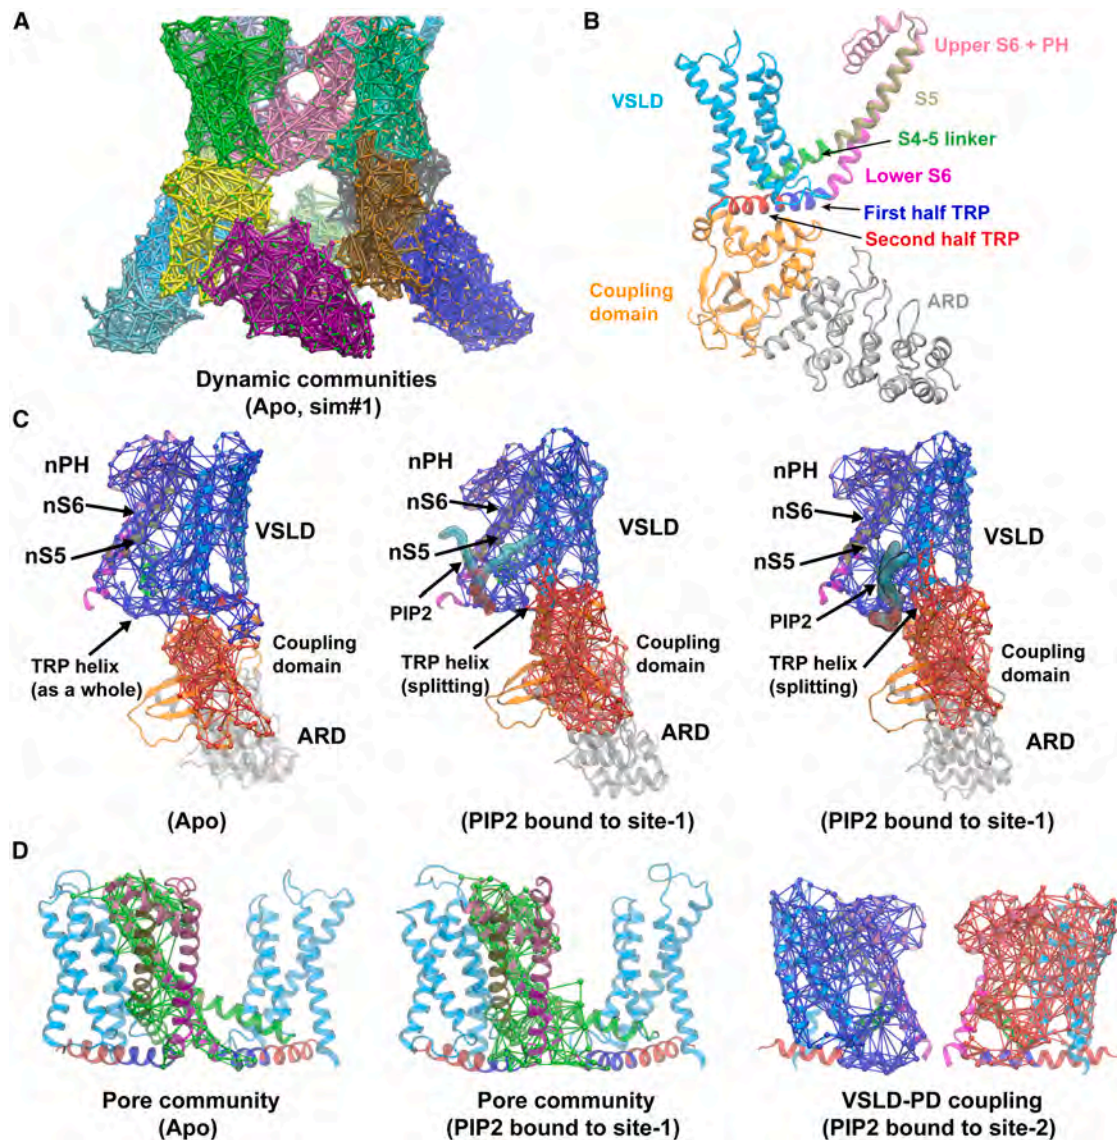 A
Dynamic communities
(Apo, sim#1)
B
Upper S6 + PH
VSLD
S5
S4-5 linker
Lower S6
First half TRP
Second half TRP
Coupling
domain
ARD
C
nPH
nS6
nS5
VSLD
TRP helix
(as a whole)
Coupling
domain
ARD
(Apo)
nPH
nS6
nS5
VSLD
PIP2
TRP helix
(splitting)
Coupling
domain
ARD
(PIP2 bound to site-1)
nPH
nS6
nS5
VSLD
PIP2
TRP helix
(splitting)
Coupling
domain
ARD
(PIP2 bound to site-1)
D
Pore community
(Apo)
Pore community
(PIP2 bound to site-1)
VSLD-PD coupling
(PIP2 bound to site-2)